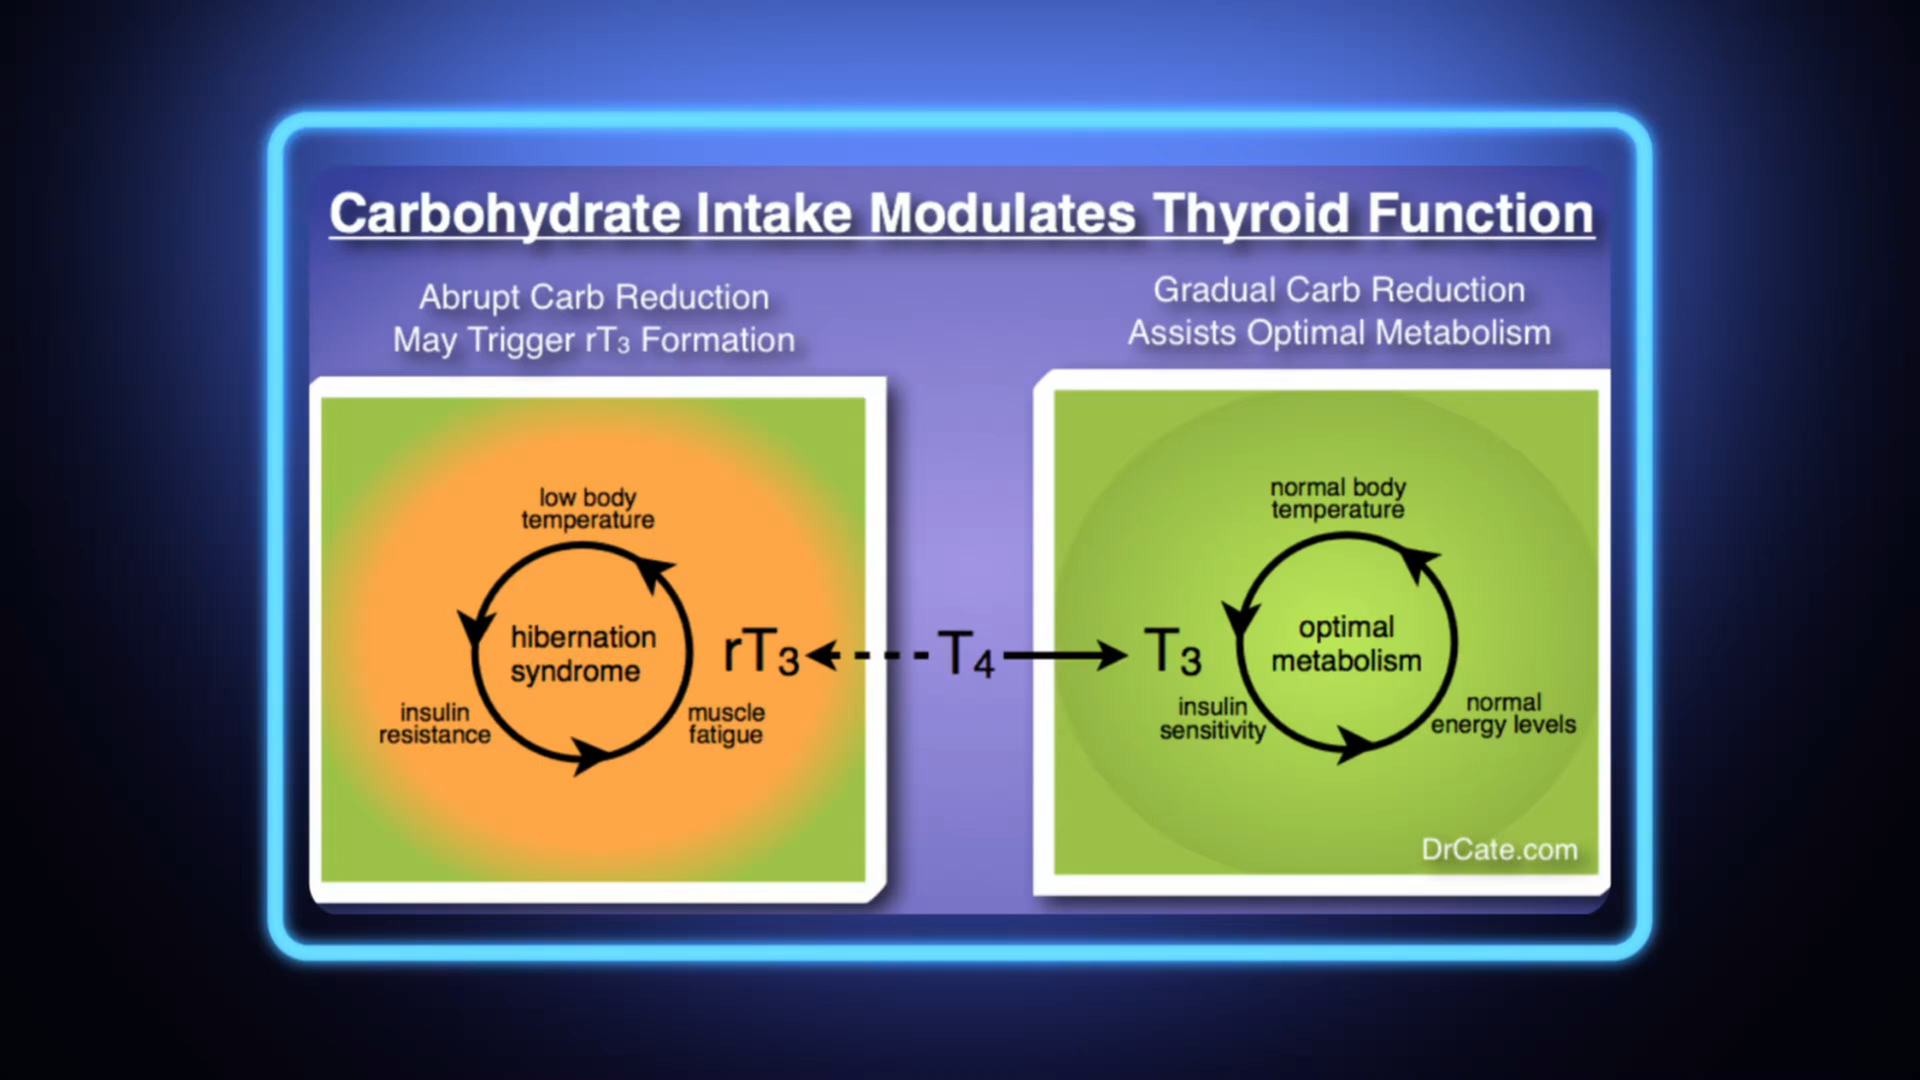 Carbohydrate Intake Modulates Thyroid Function
Abrupt Carb Reduction
May Trigger rT₃ Formation
Gradual Carb Reduction
Assists Optimal Metabolism
low body
temperature
hibernation
syndrome
insulin
resistance
muscle
fatigue
rT₃
T₄
T₃
normal body
temperature
optimal
metabolism
insulin
sensitivity
normal
energy levels
DrCate.com